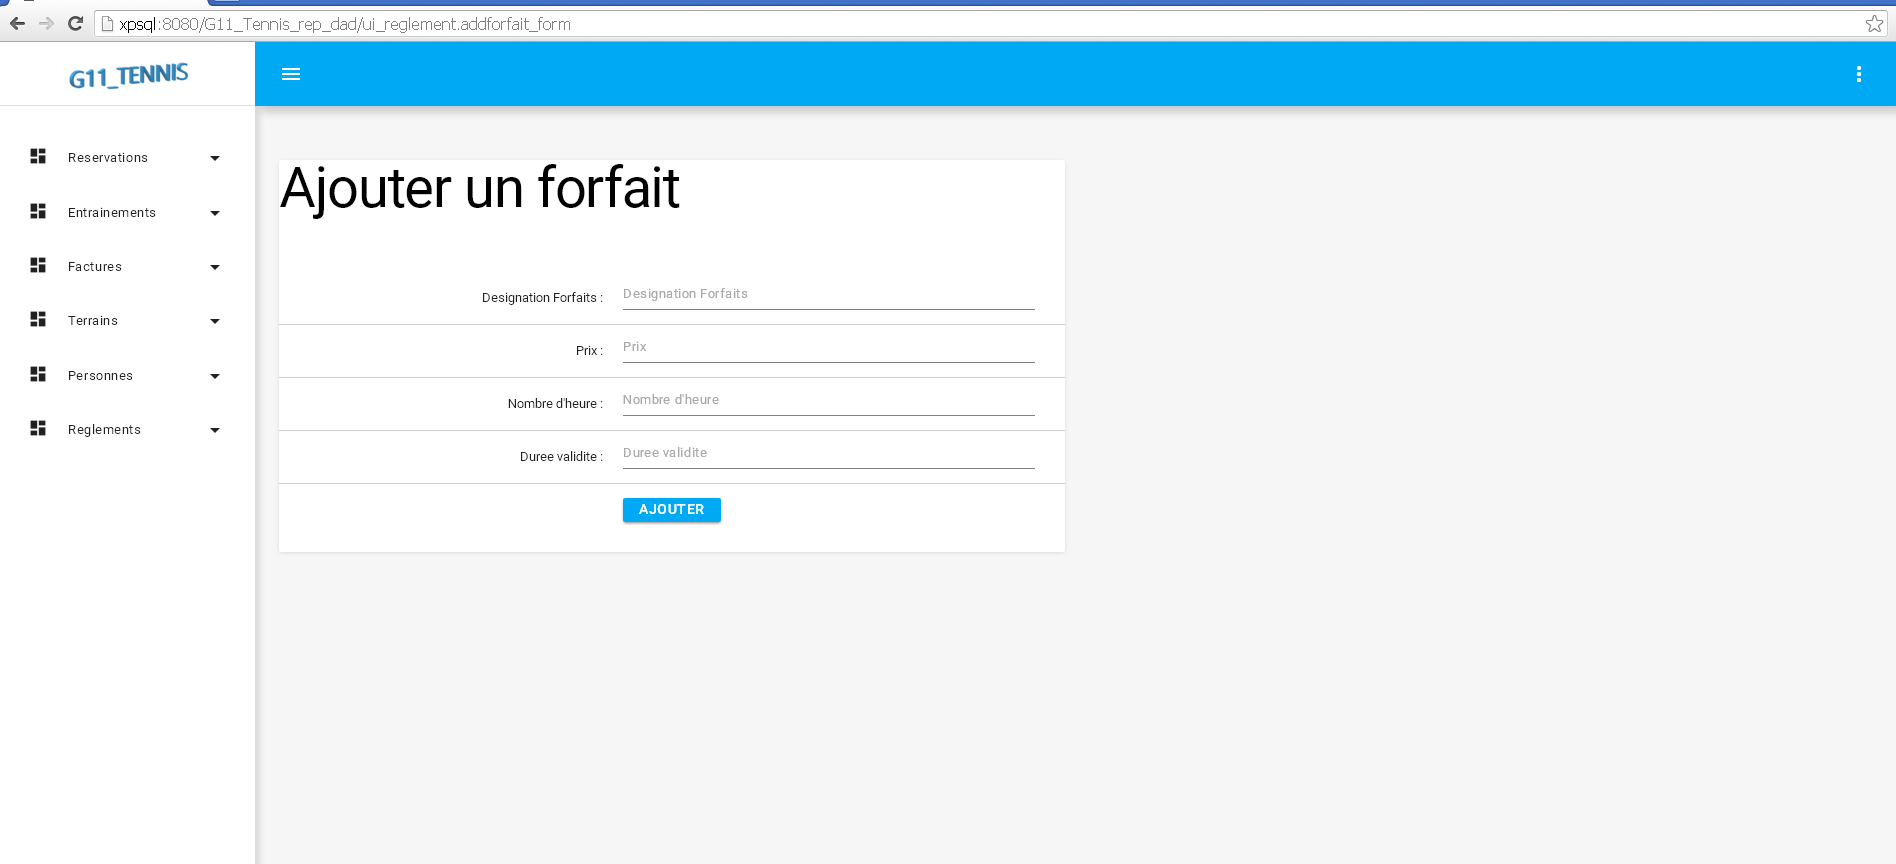 xpsql:8080/G11_Tennis_rep_dad/ui_reglement.addforfait_form
G11_TENNIS
Reservations
Entrainements
Factures
Terrains
Personnes
Reglements
Ajouter un forfait
Designation Forfaits : Designation Forfaits
Prix : Prix
Nombre d'heure : Nombre d'heure
Duree validite : Duree validite
AJOUTER